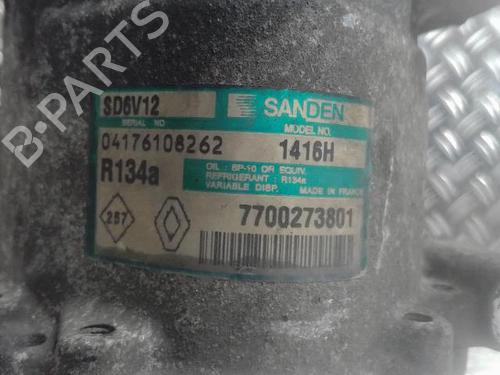 SD6V12
SANDEN
SERIAL NO
MODEL NO.
04176108262
1416H
R134a
OIL : SP-10 OR EQUIV.
REFRIGERANT : R134a
VARIABLE DISP. MADE IN FRANCE
267
7700273801
B-PARTS